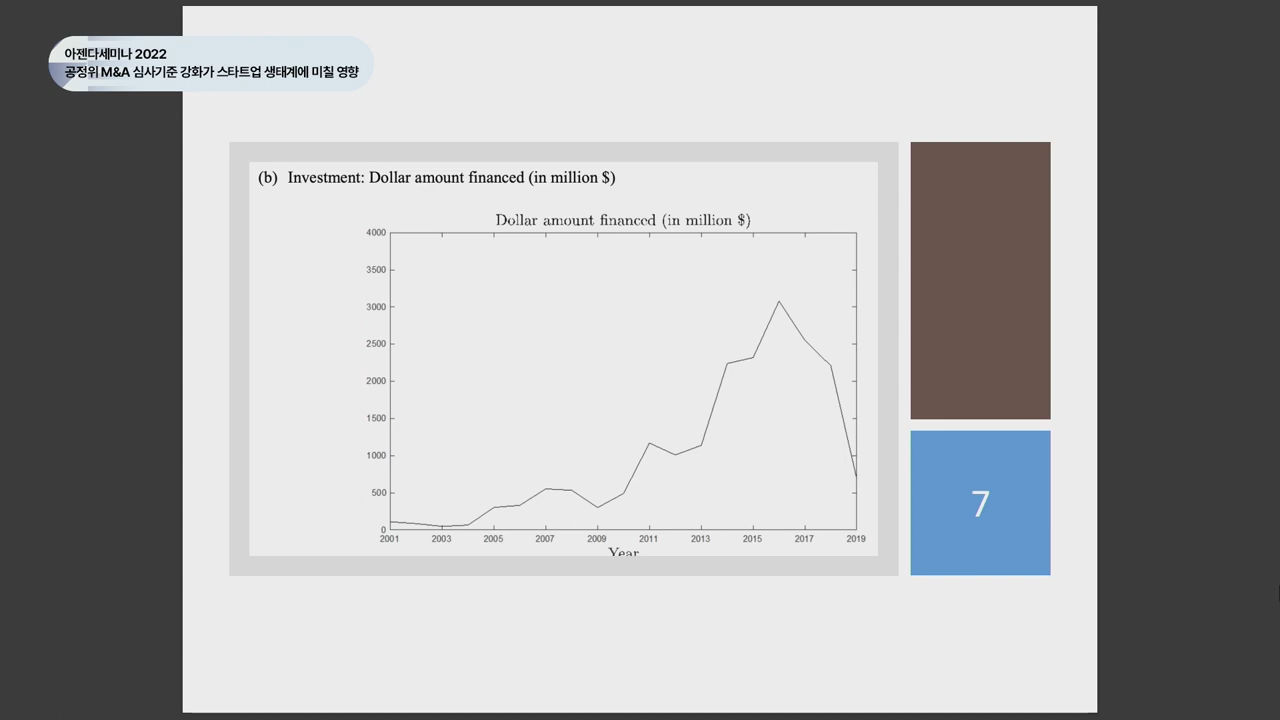 아젠다세미나 2022
공정위 M&A 심사기준 강화가 스타트업 생태계에 미칠 영향
(b) Investment: Dollar amount financed (in million $)
Dollar amount financed (in million $)
4000
3500
3000
2500
2000
1500
1000
500
0
2001 2003 2005 2007 2009 2011 2013 2015 2017 2019
Year
7